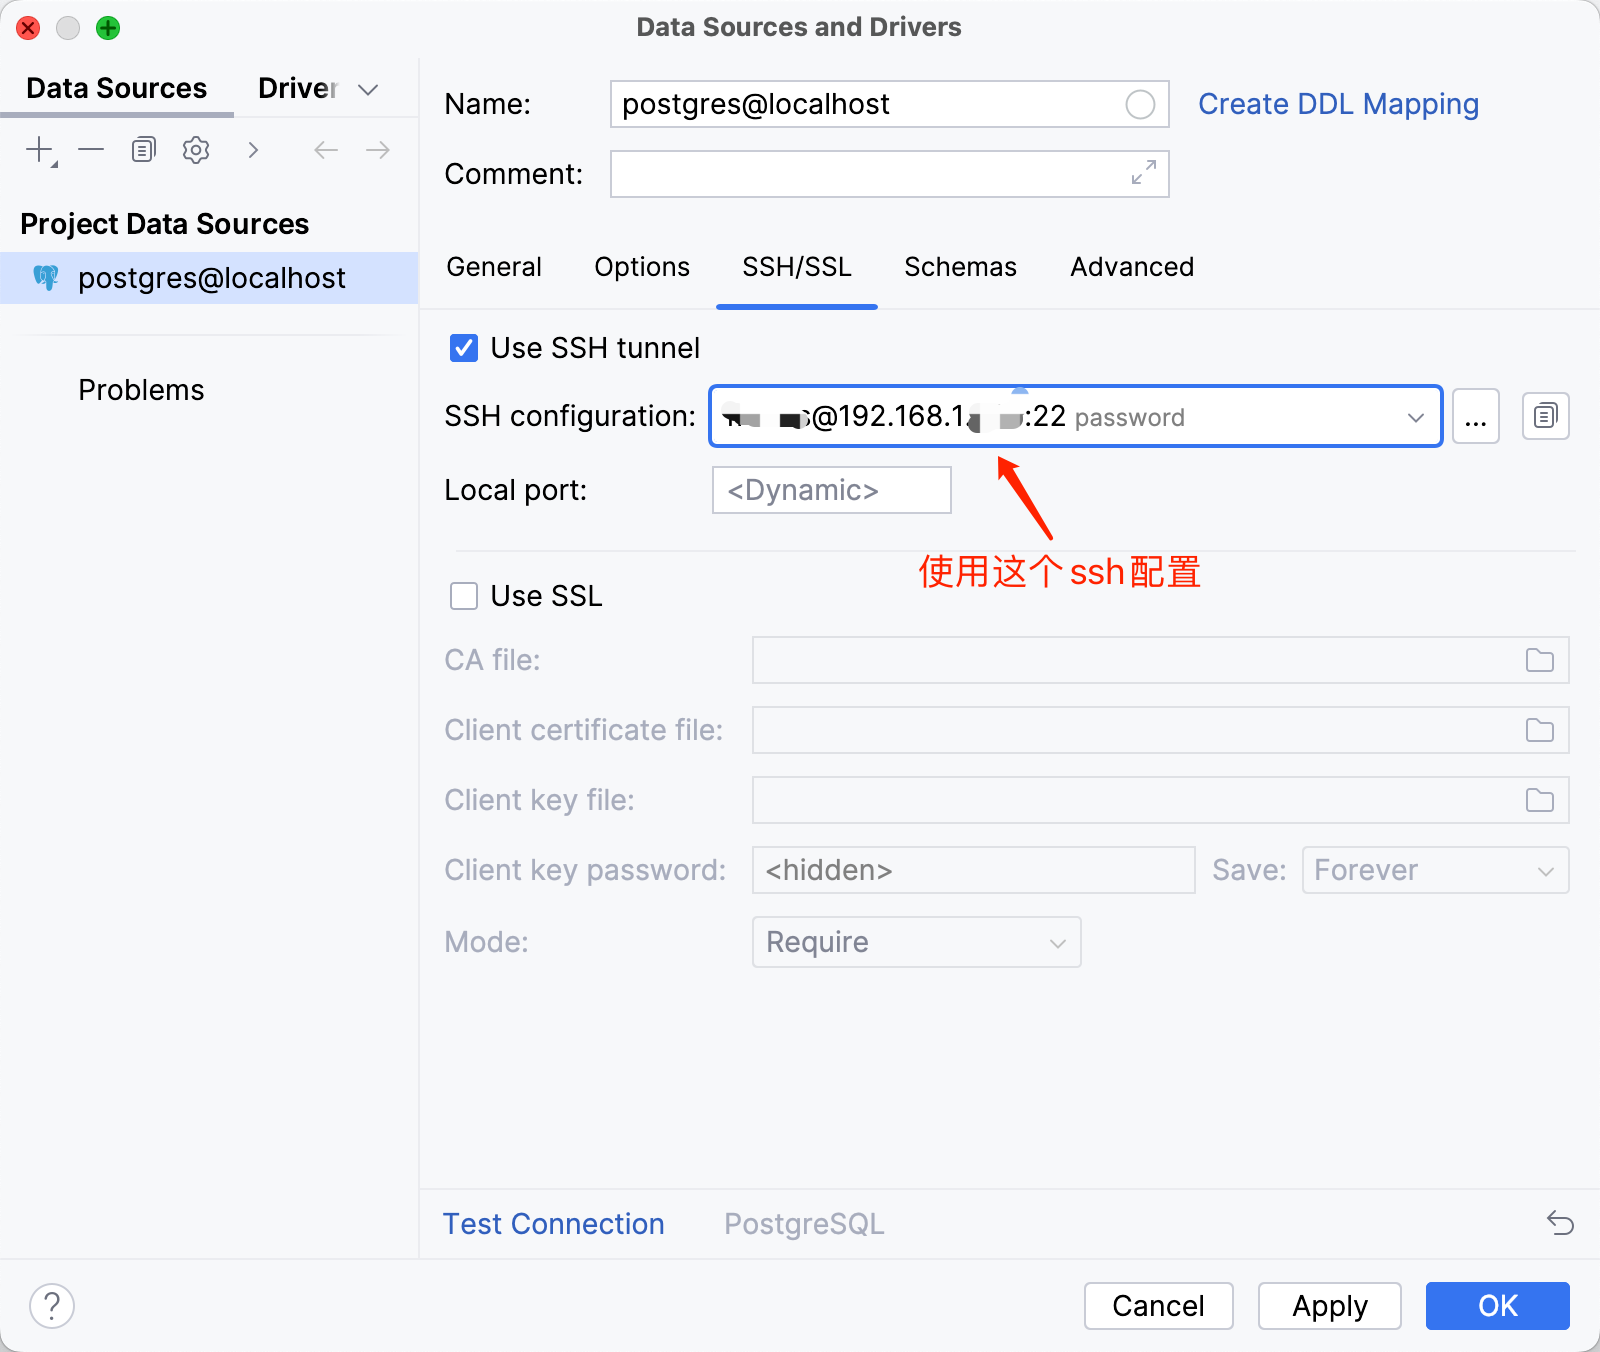 Data Sources and Drivers
Data Sources
Driver
Name:
postgres@localhost
Create DDL Mapping
Comment:
Project Data Sources
postgres@localhost
Problems
General Options SSH/SSL Schemas Advanced
Use SSH tunnel
SSH configuration:
@192.168.1. :22 password
...
Local port:
<Dynamic>
使用这个ssh配置
Use SSL
CA file:
Client certificate file:
Client key file:
Client key password:
<hidden>
Save:
Forever
Mode:
Require
Test Connection
PostgreSQL
?
Cancel
Apply
OK